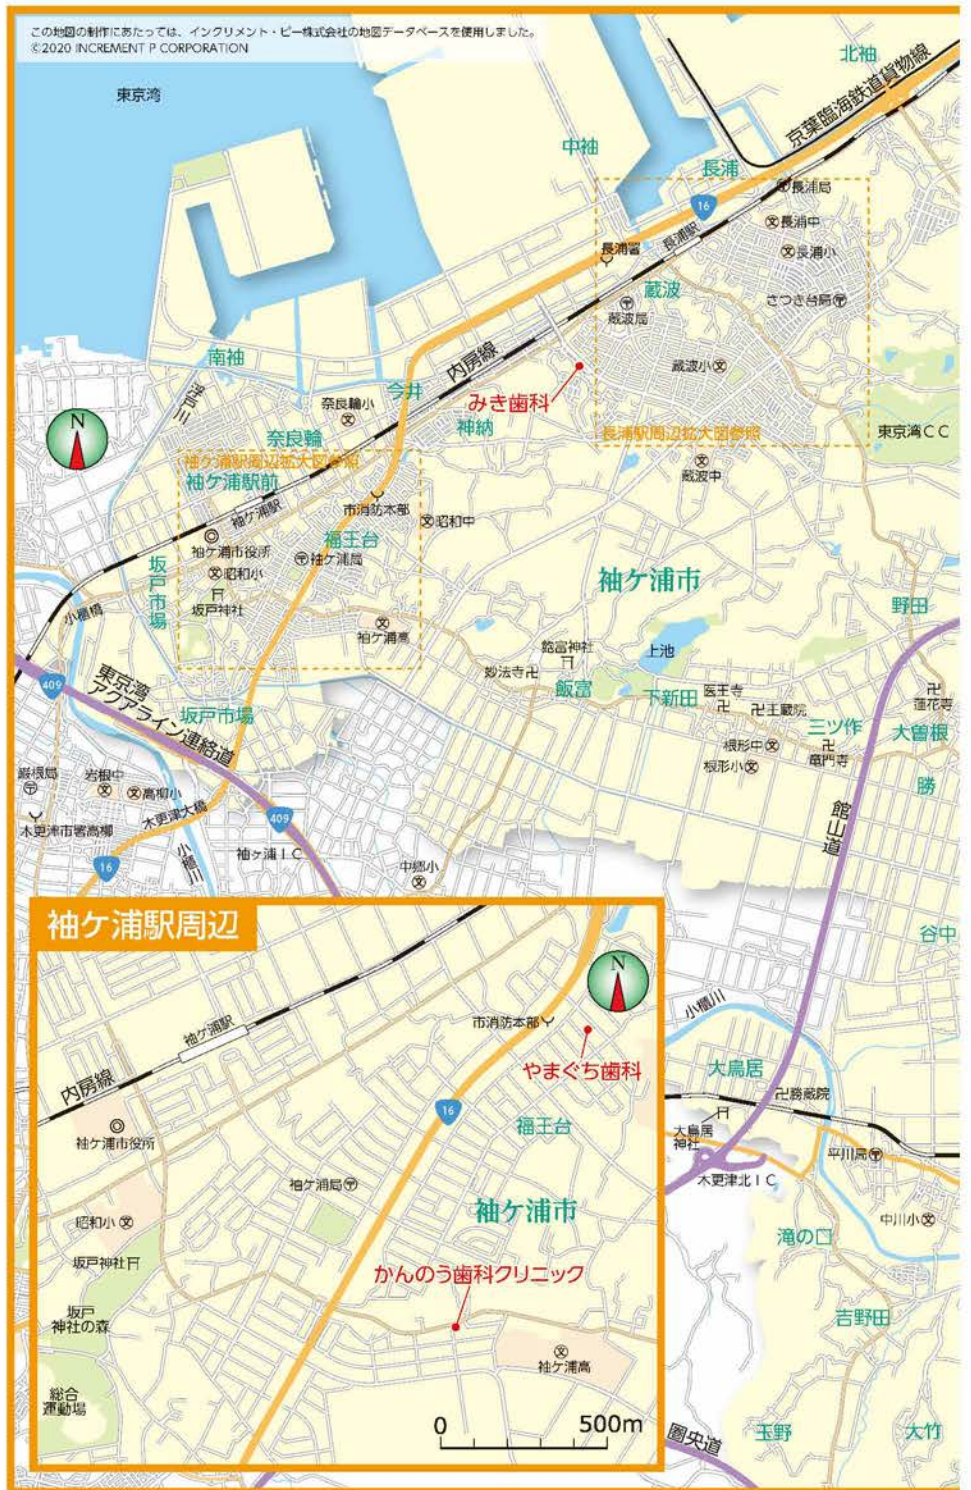 この地図の制作にあたっては、インクリメント・ピー株式会社の地図データベースを使用しました。
©2020 INCREMENT P CORPORATION
北袖
京葉臨海鉄道貨物線
東京湾
中袖
長浦
長浦局
16
長浦中
長浦駅
長浦署
長浦小
蔵波
さつき台局
蔵波局
南袖
内房線
蔵波小
浮戸川
今井
みき歯科
奈良輪小
神納
長浦駅周辺拡大図参照
東京湾CC
N
奈良輪
袖ケ浦駅周辺拡大図参照
袖ケ浦駅前
蔵波中
袖ケ浦駅
市消防本部
昭和中
袖ケ浦市役所
福王台
袖ケ浦局
坂戸市場
昭和小
袖ケ浦市
坂戸神社
小櫃橋
野田
袖ケ浦高
飽富神社
上池
妙法寺
409
東京湾
アクアライン連絡道
飯富
下新田
医王寺
王蔵院
蓮花寺
坂戸市場
三ツ作
大曽根
根形中
竜門寺
根形小
巌根局
岩根中
高柳小
勝
409
館山道
木更津市署高柳
木更津大橋
16
小櫃川
袖ケ浦IC
中郷小
袖ケ浦駅周辺
谷中
N
小櫃川
市消防本部
袖ケ浦駅
やまぐち歯科
大鳥居
内房線
勝蔵院
16
福王台
袖ケ浦市役所
大鳥居
神社
平川局
木更津北IC
袖ケ浦局
昭和小
袖ケ浦市
中川小
滝の口
坂戸神社
かんのう歯科クリニック
坂戸
神社の森
吉野田
袖ケ浦高
総合
運動場
0
500m
圏央道
玉野
大竹